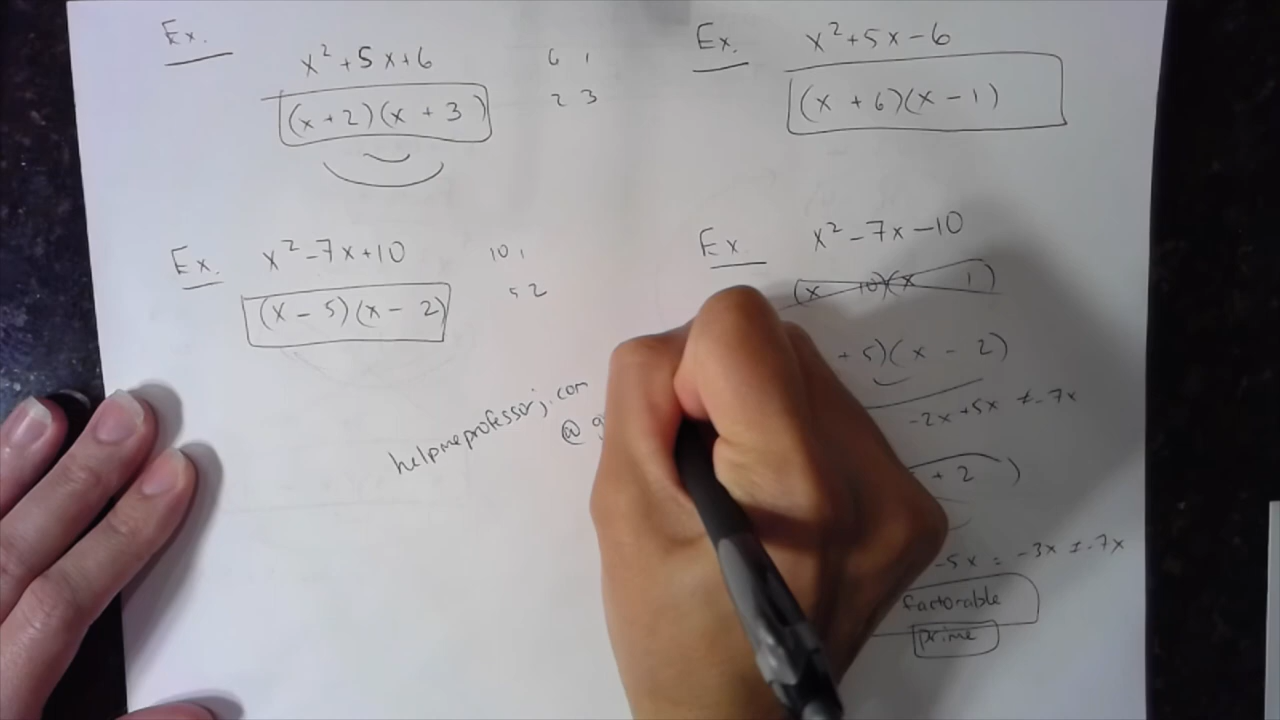 Ex.
x² + 5x + 6
6 1
(x + 2)(x + 3)
2 3
Ex.
x² + 5x - 6
(x + 6)(x - 1)
Ex.
x² - 7x + 10
10 1
(x - 5)(x - 2)
5 2
Ex.
x² - 7x - 10
(x 10)(x 1)
+ 5)(x - 2)
-2x + 5x ≠ -7x
+ 2 )
-5x = -3x ≠ -7x
factorable
prime
helpmeprofessorj.com
@ g